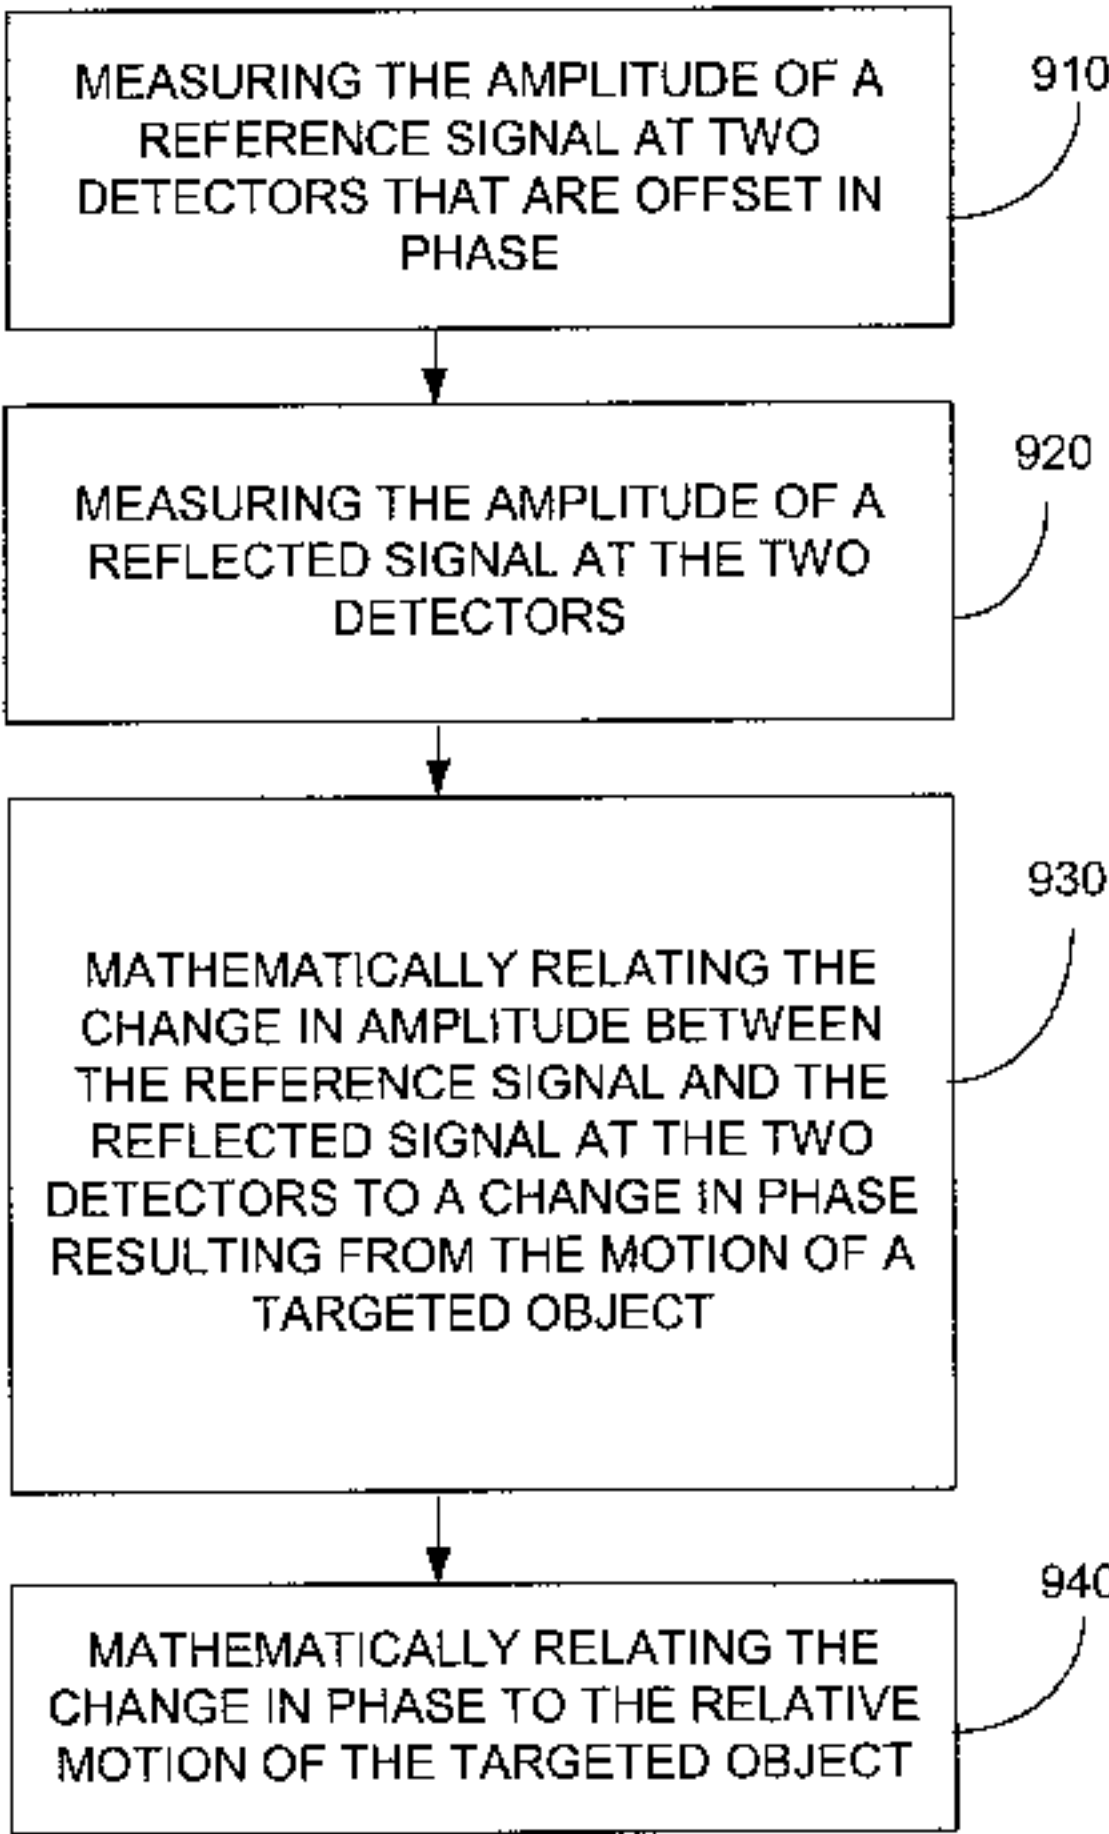 MEASURING THE AMPLITUDE OF A
REFERENCE SIGNAL AT TWO
DETECTORS THAT ARE OFFSET IN
PHASE
910
MEASURING THE AMPLITUDE OF A
REFLECTED SIGNAL AT THE TWO
DETECTORS
920
MATHEMATICALLY RELATING THE
CHANGE IN AMPLITUDE BETWEEN
THE REFERENCE SIGNAL AND THE
REFLECTED SIGNAL AT THE TWO
DETECTORS TO A CHANGE IN PHASE
RESULTING FROM THE MOTION OF A
TARGETED OBJECT
930
MATHEMATICALLY RELATING THE
CHANGE IN PHASE TO THE RELATIVE
MOTION OF THE TARGETED OBJECT
940